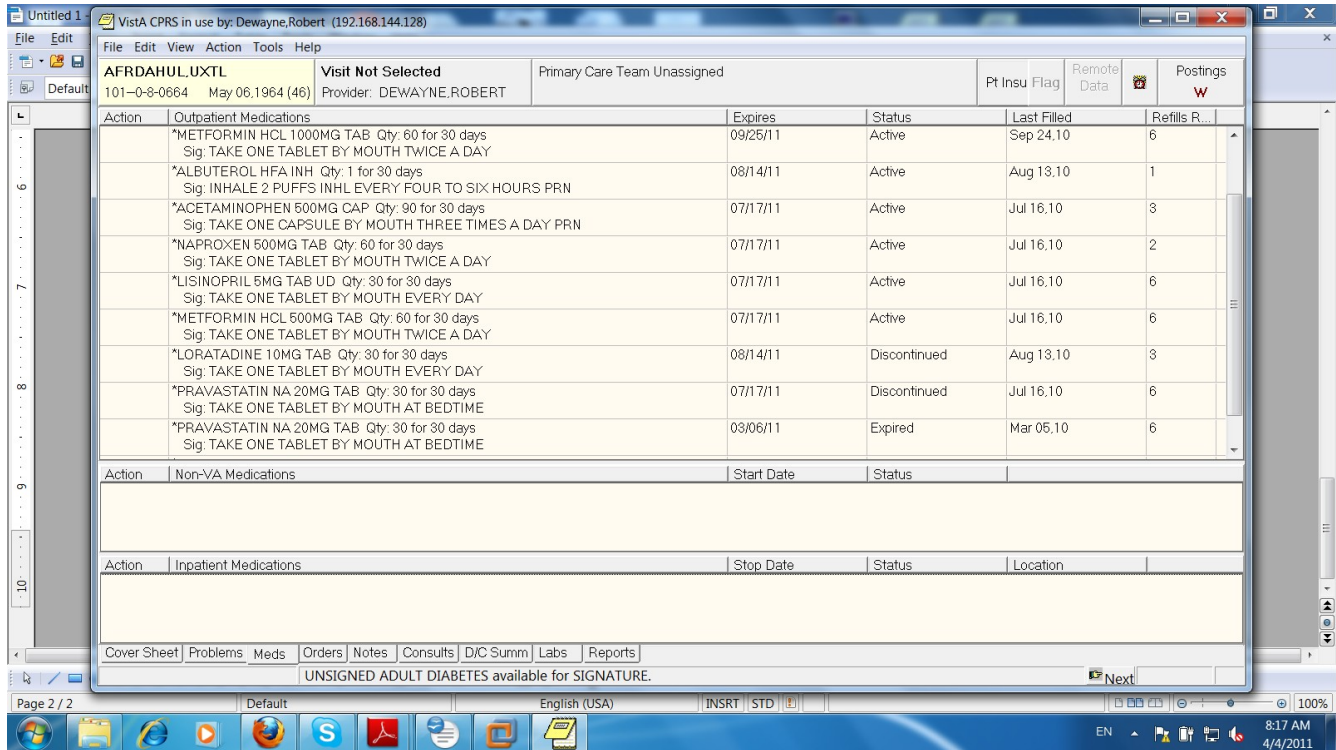 Untitled 1 -
VistA CPRS in use by: Dewayne,Robert (192.168.144.128)
File Edit
File Edit View Action Tools Help
Default
AFRDAHUL,UXTL
101-0-8-0664 May 06,1964 (46)
Visit Not Selected
Provider: DEWAYNE,ROBERT
Primary Care Team Unassigned
Pt Insu
Flag
Remote
Data
Postings
W
Action Outpatient Medications Expires Status Last Filled Refills R...
*METFORMIN HCL 1000MG TAB Qty: 60 for 30 days 09/25/11 Active Sep 24,10 6
Sig: TAKE ONE TABLET BY MOUTH TWICE A DAY
*ALBUTEROL HFA INH Qty: 1 for 30 days 08/14/11 Active Aug 13,10 1
Sig: INHALE 2 PUFFS INHL EVERY FOUR TO SIX HOURS PRN
*ACETAMINOPHEN 500MG CAP Qty: 90 for 30 days 07/17/11 Active Jul 16,10 3
Sig: TAKE ONE CAPSULE BY MOUTH THREE TIMES A DAY PRN
*NAPROXEN 500MG TAB Qty: 60 for 30 days 07/17/11 Active Jul 16,10 2
Sig: TAKE ONE TABLET BY MOUTH TWICE A DAY
*LISINOPRIL 5MG TAB UD Qty: 30 for 30 days 07/17/11 Active Jul 16,10 6
Sig: TAKE ONE TABLET BY MOUTH EVERY DAY
*METFORMIN HCL 500MG TAB Qty: 60 for 30 days 07/17/11 Active Jul 16,10 6
Sig: TAKE ONE TABLET BY MOUTH TWICE A DAY
*LORATADINE 10MG TAB Qty: 30 for 30 days 08/14/11 Discontinued Aug 13,10 3
Sig: TAKE ONE TABLET BY MOUTH EVERY DAY
*PRAVASTATIN NA 20MG TAB Qty: 30 for 30 days 07/17/11 Discontinued Jul 16,10 6
Sig: TAKE ONE TABLET BY MOUTH AT BEDTIME
*PRAVASTATIN NA 20MG TAB Qty: 30 for 30 days 03/06/11 Expired Mar 05,10 6
Sig: TAKE ONE TABLET BY MOUTH AT BEDTIME
Action Non-VA Medications Start Date Status
Action Inpatient Medications Stop Date Status Location
6
7
8
9
10
Cover Sheet Problems Meds Orders Notes Consults D/C Summ Labs Reports
UNSIGNED ADULT DIABETES available for SIGNATURE. Next
Page 2 / 2 Default English (USA) INSRT STD 100%
EN 8:17 AM
4/4/2011